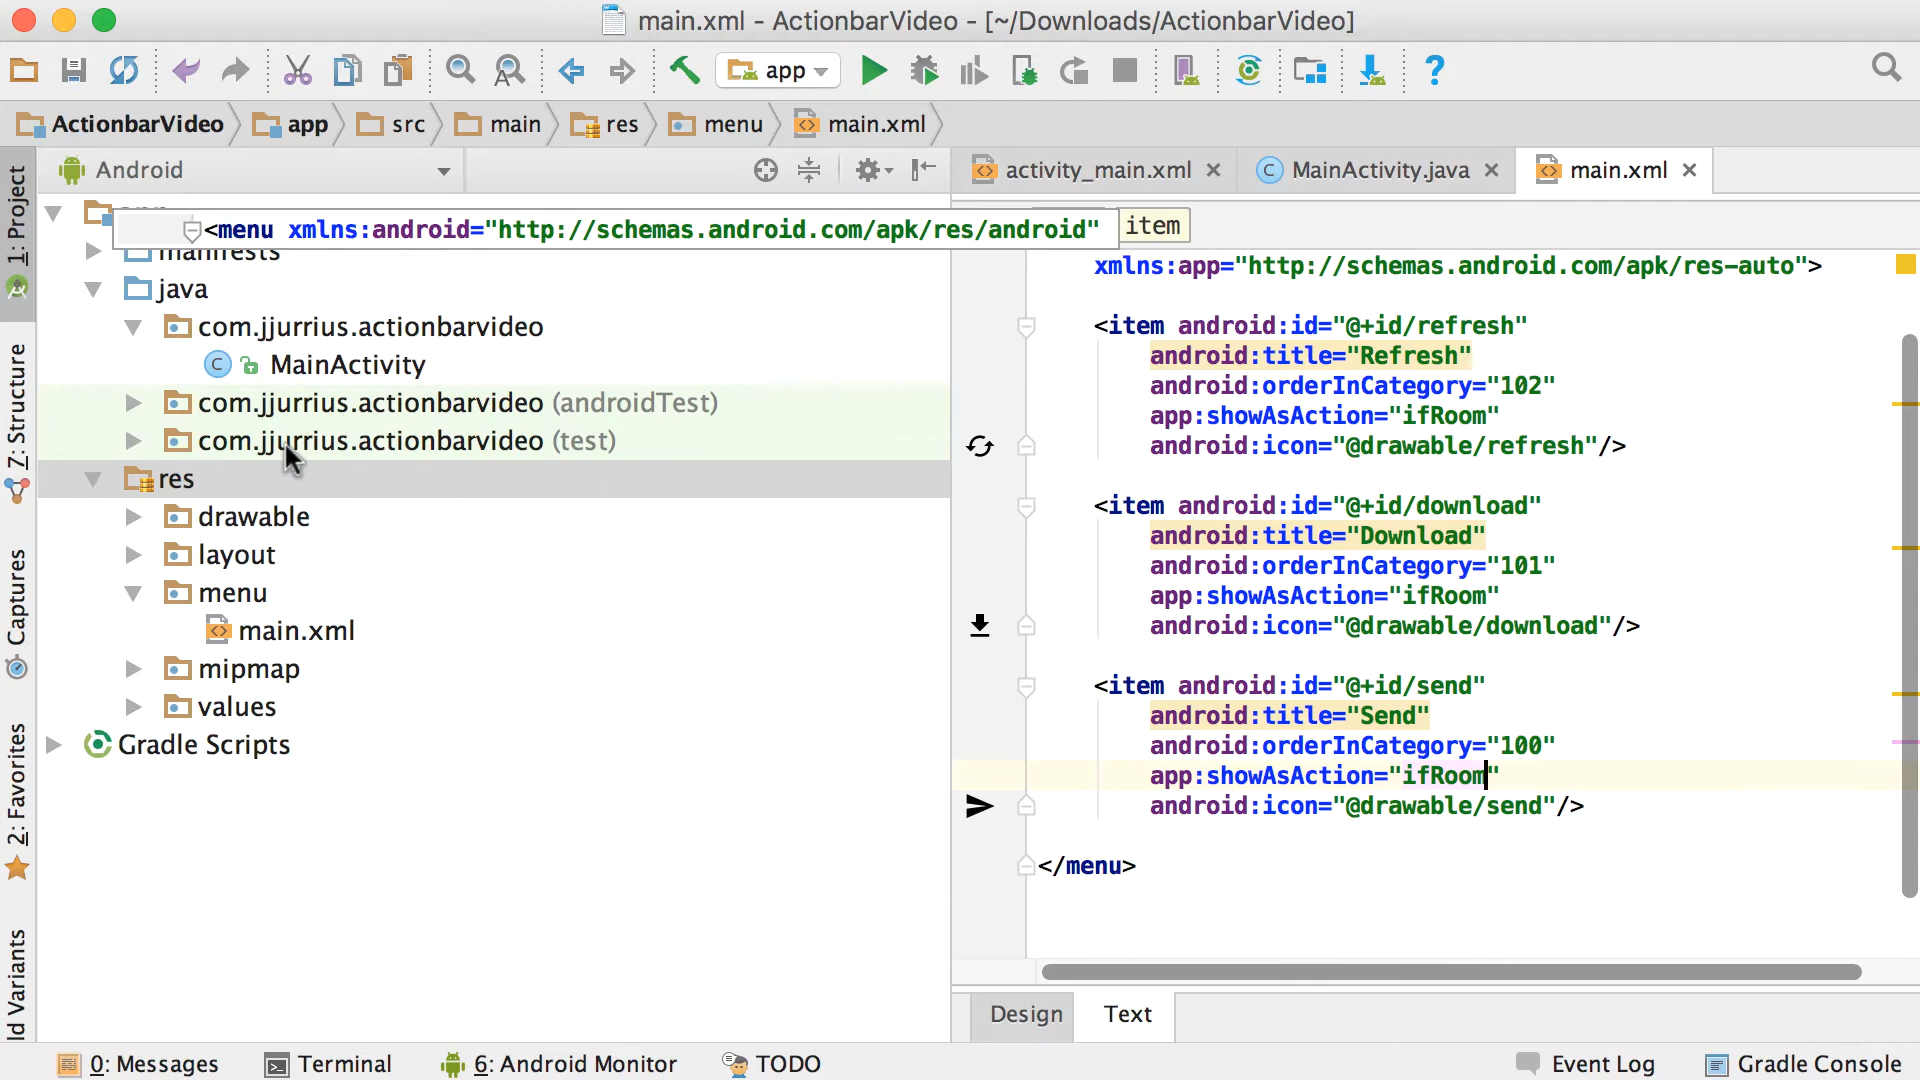 main.xml - ActionbarVideo - [~/Downloads/ActionbarVideo]
app
ActionbarVideo app src main res menu main.xml
Android
activity_main.xml MainActivity.java main.xml
<menu xmlns:android="http://schemas.android.com/apk/res/android"
item
manifests
java
com.jjurrius.actionbarvideo
MainActivity
com.jjurrius.actionbarvideo (androidTest)
com.jjurrius.actionbarvideo (test)
res
drawable
layout
menu
main.xml
mipmap
values
Gradle Scripts
1: Project
Z: Structure
Captures
2: Favorites
ld Variants
xmlns:app="http://schemas.android.com/apk/res-auto">
<item android:id="@+id/refresh"
android:title="Refresh"
android:orderInCategory="102"
app:showAsAction="ifRoom"
android:icon="@drawable/refresh"/>
<item android:id="@+id/download"
android:title="Download"
android:orderInCategory="101"
app:showAsAction="ifRoom"
android:icon="@drawable/download"/>
<item android:id="@+id/send"
android:title="Send"
android:orderInCategory="100"
app:showAsAction="ifRoom"
android:icon="@drawable/send"/>
</menu>
Design Text
0: Messages Terminal 6: Android Monitor TODO Event Log Gradle Console